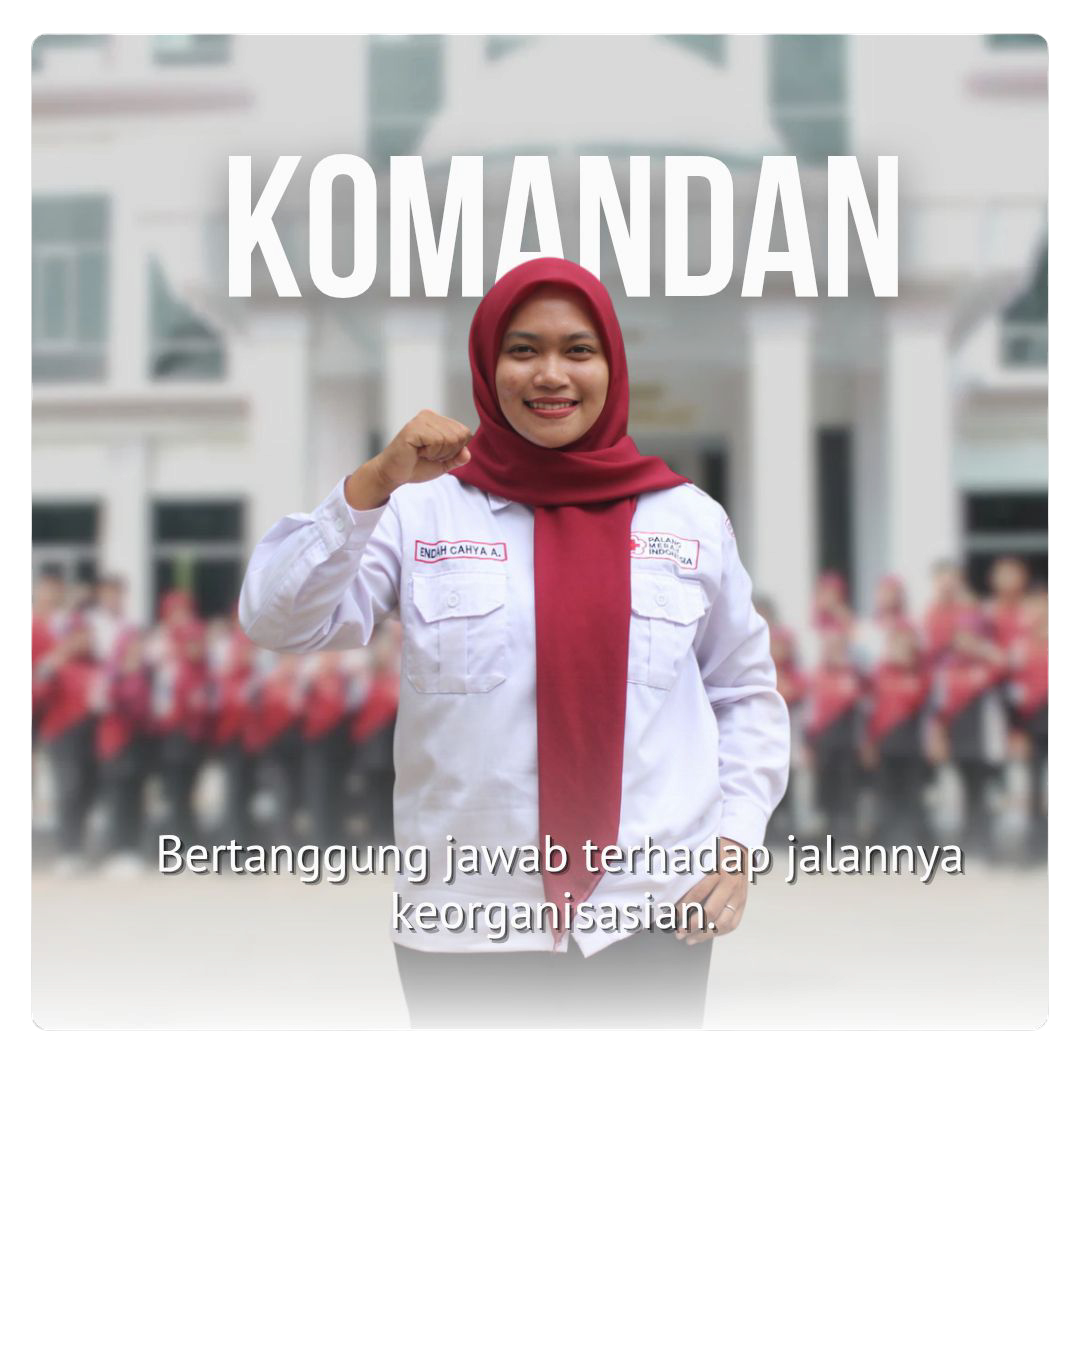 KOMANDAN
ENDAH CAHYA A.
PALANG
MERAH
INDONESIA
Bertanggung jawab terhadap jalannya
keorganisasian.